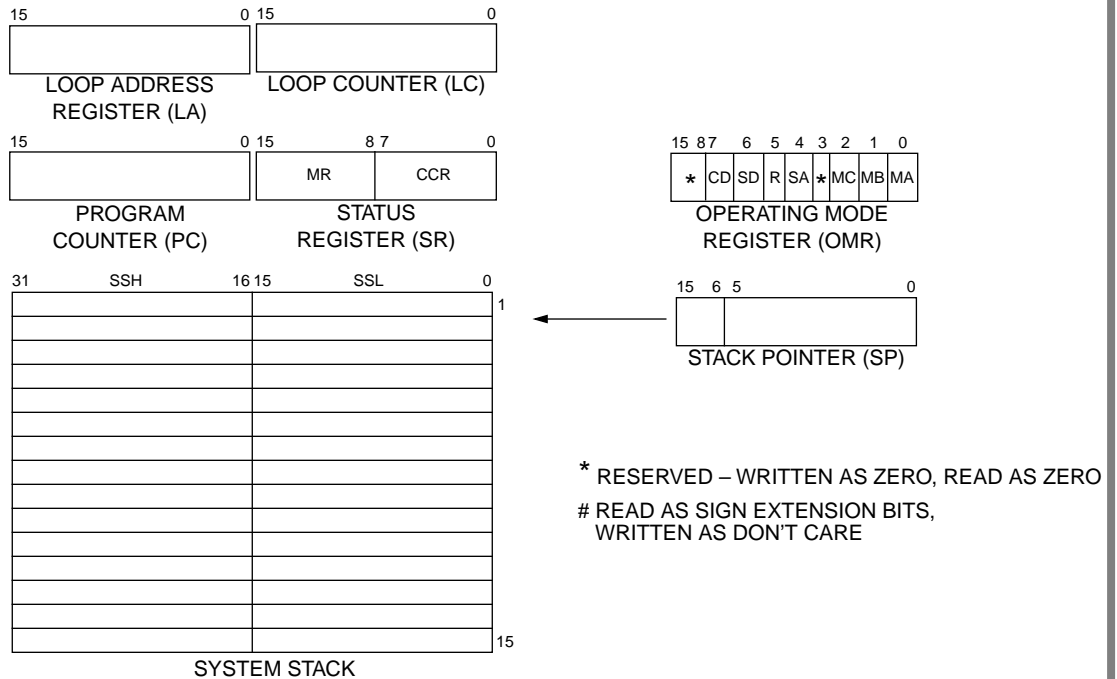 15 0 15 0
LOOP ADDRESS
REGISTER (LA)
LOOP COUNTER (LC)
15 0 15 8 7 0
MR CCR
PROGRAM
COUNTER (PC)
STATUS
REGISTER (SR)
15 8 7 6 5 4 3 2 1 0
* CD SD R SA * MC MB MA
OPERATING MODE
REGISTER (OMR)
31 SSH 16 15 SSL 0
1
15
SYSTEM STACK
15 6 5 0
STACK POINTER (SP)
* RESERVED – WRITTEN AS ZERO, READ AS ZERO
# READ AS SIGN EXTENSION BITS,
WRITTEN AS DON'T CARE